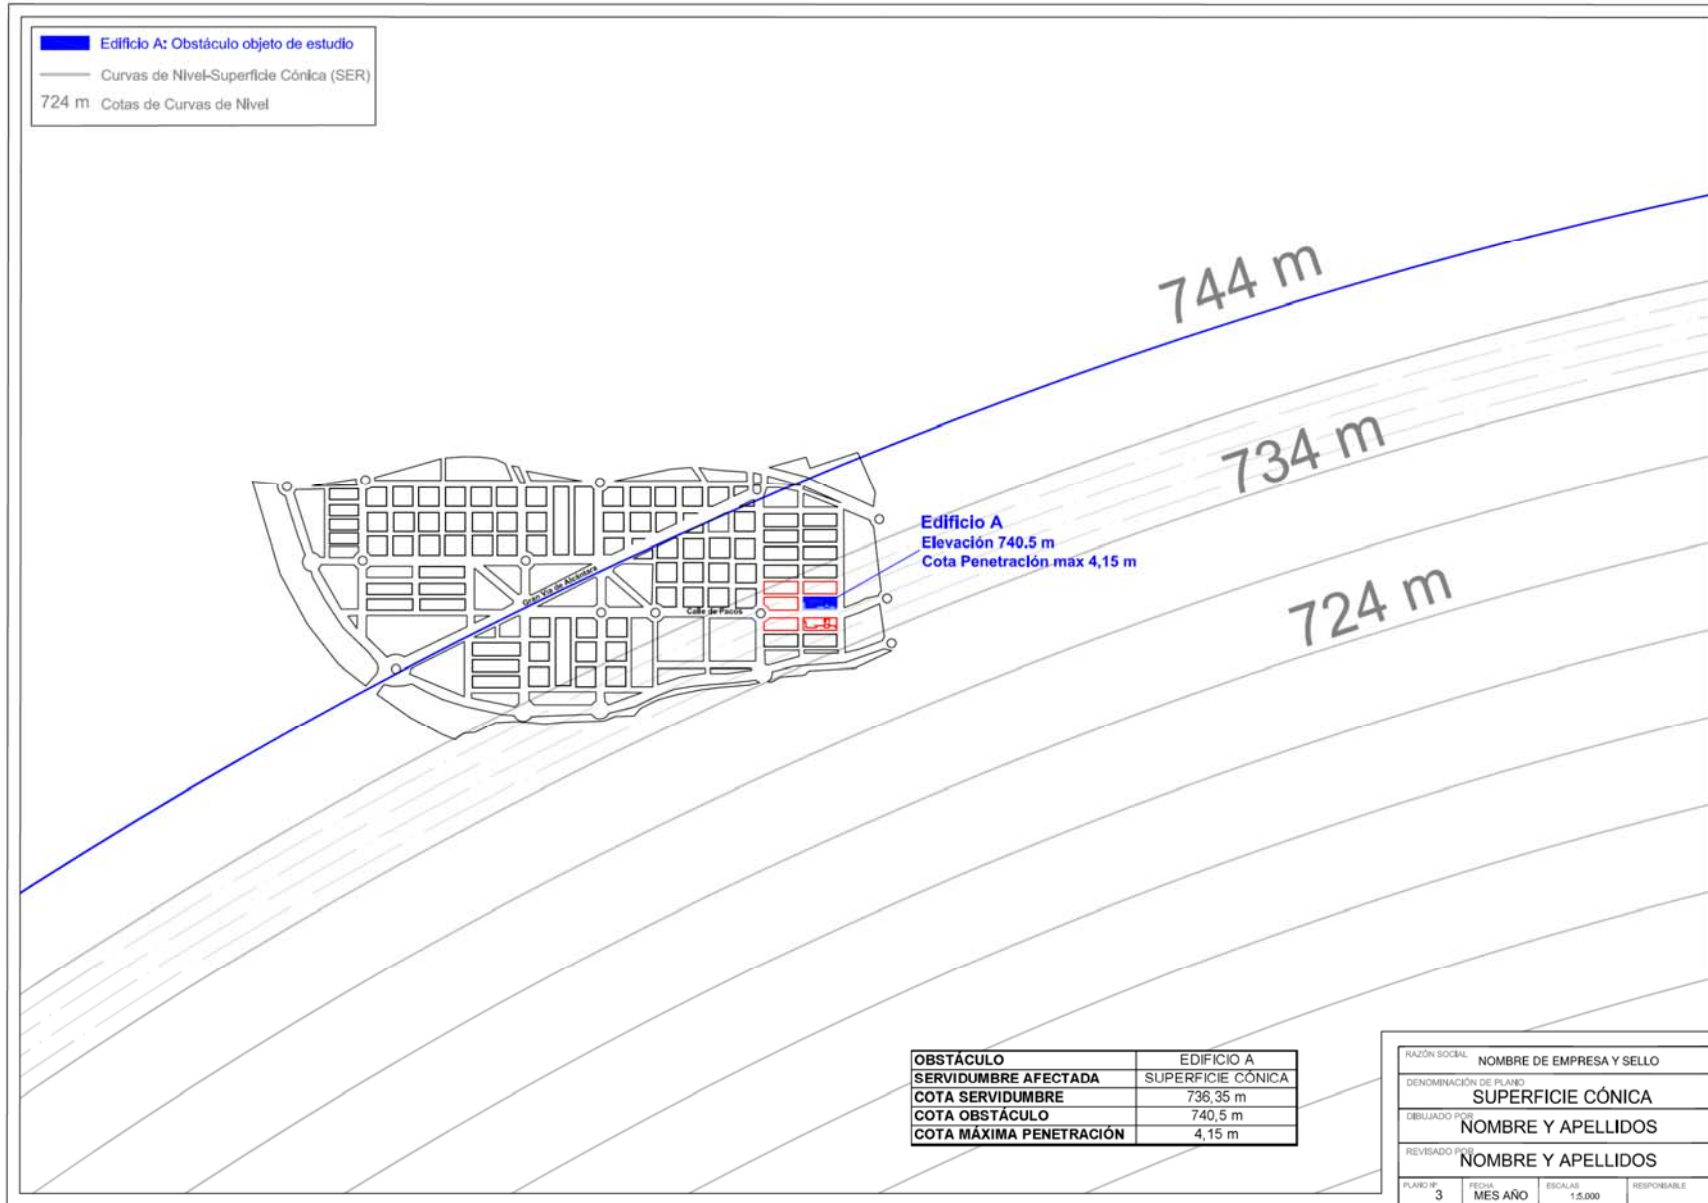 Edificio A: Obstáculo objeto de estudio
Curvas de Nivel-Superficie Cónica (SER)
724 m Cotas de Curvas de Nivel
744 m
734 m
724 m
Edificio A
Elevación 740.5 m
Cota Penetración max 4,15 m
Gran Vía de Alcántara
Calle de Pacos
OBSTÁCULO EDIFICIO A
SERVIDUMBRE AFECTADA SUPERFICIE CÓNICA
COTA SERVIDUMBRE 736,35 m
COTA OBSTÁCULO 740,5 m
COTA MÁXIMA PENETRACIÓN 4,15 m
RAZÓN SOCIAL NOMBRE DE EMPRESA Y SELLO
DENOMINACIÓN DE PLANO
SUPERFICIE CÓNICA
DIBUJADO POR
NOMBRE Y APELLIDOS
REVISADO POR
NOMBRE Y APELLIDOS
PLANO Nº FECHA ESCALAS RESPONSABLE
3 MES AÑO 1:5.000